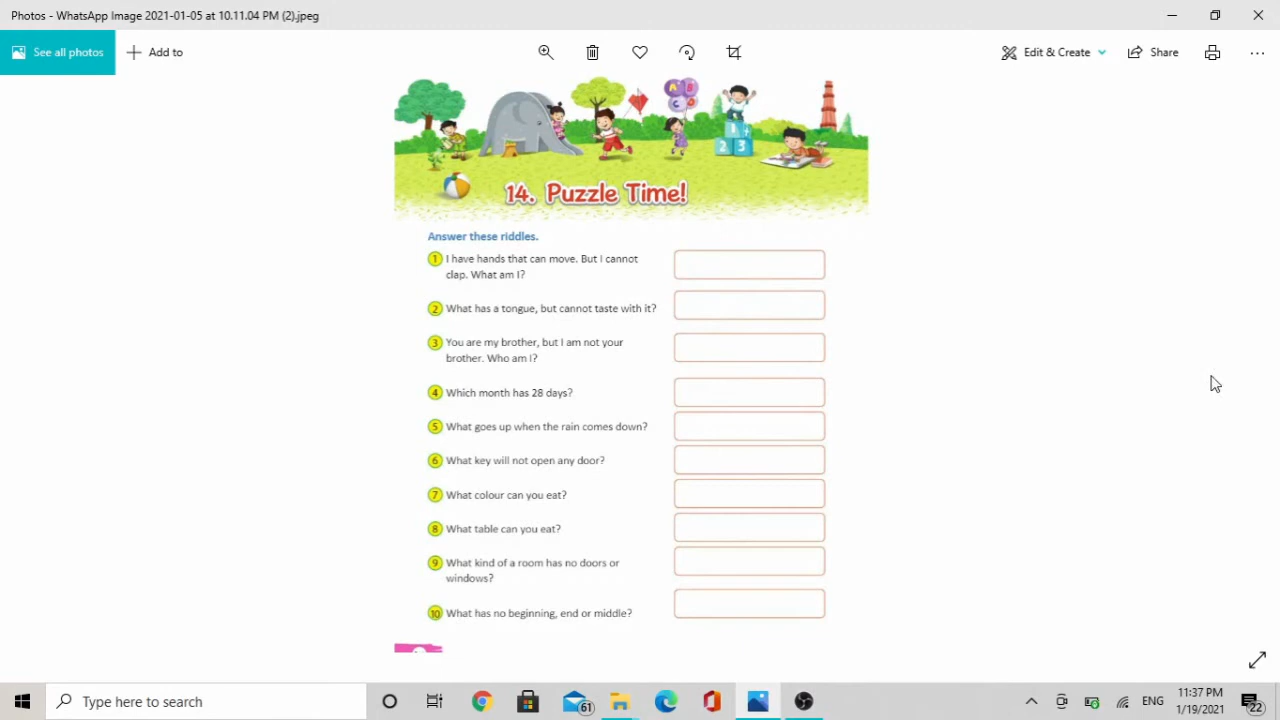 Photos - WhatsApp Image 2021-01-05 at 10.11.04 PM (2).jpeg
See all photos
Add to
Edit & Create
Share
A B
C D
1
2 3
14. Puzzle Time!
Answer these riddles.
1 I have hands that can move. But I cannot
clap. What am I?
2 What has a tongue, but cannot taste with it?
3 You are my brother, but I am not your
brother. Who am I?
4 Which month has 28 days?
5 What goes up when the rain comes down?
6 What key will not open any door?
7 What colour can you eat?
8 What table can you eat?
9 What kind of a room has no doors or
windows?
10 What has no beginning, end or middle?
Type here to search
61
ENG
11:37 PM
1/19/2021
22